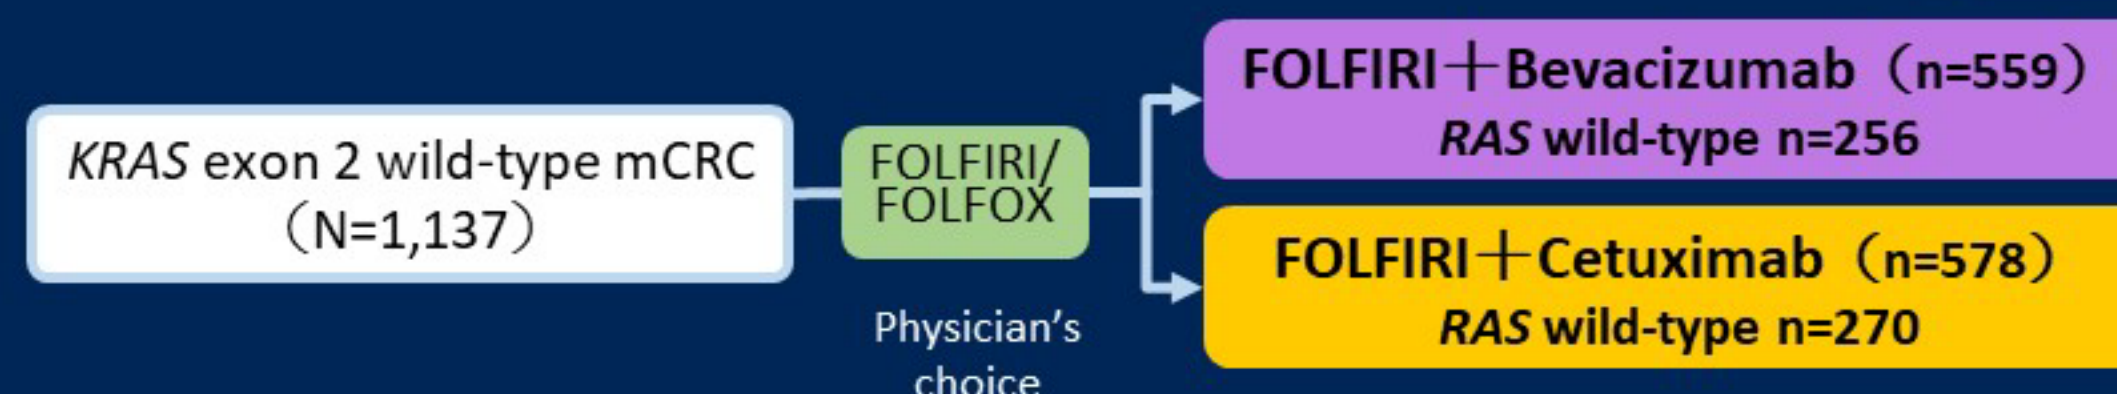 KRAS exon 2 wild-type mCRC
（N=1,137）
FOLFIRI/
FOLFOX
Physician's
choice
FOLFIRI＋Bevacizumab（n=559）
RAS wild-type n=256
FOLFIRI＋Cetuximab（n=578）
RAS wild-type n=270